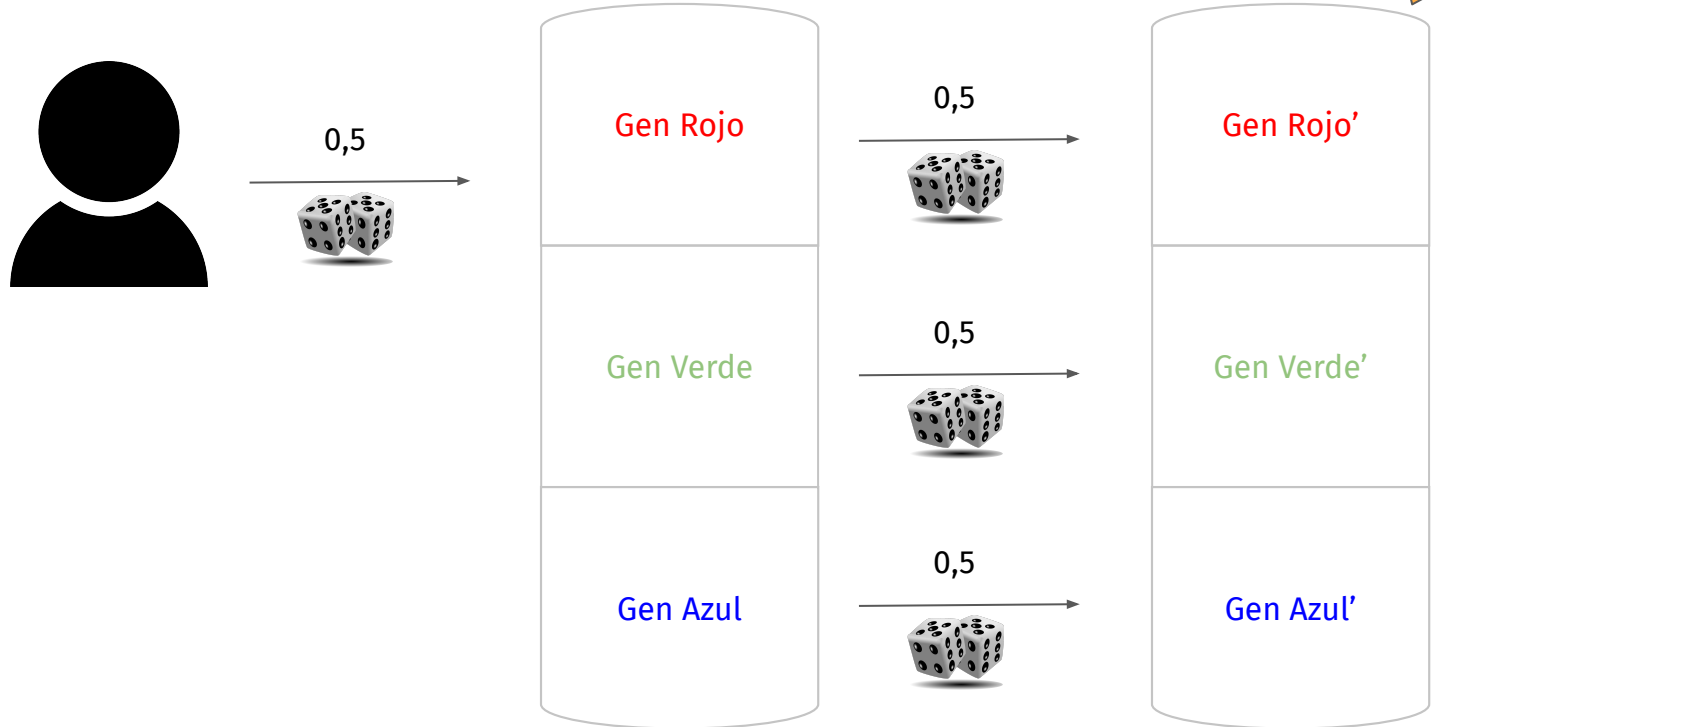 0,5
Gen Rojo
0,5
Gen Rojo’
Gen Verde
0,5
Gen Verde’
Gen Azul
0,5
Gen Azul’